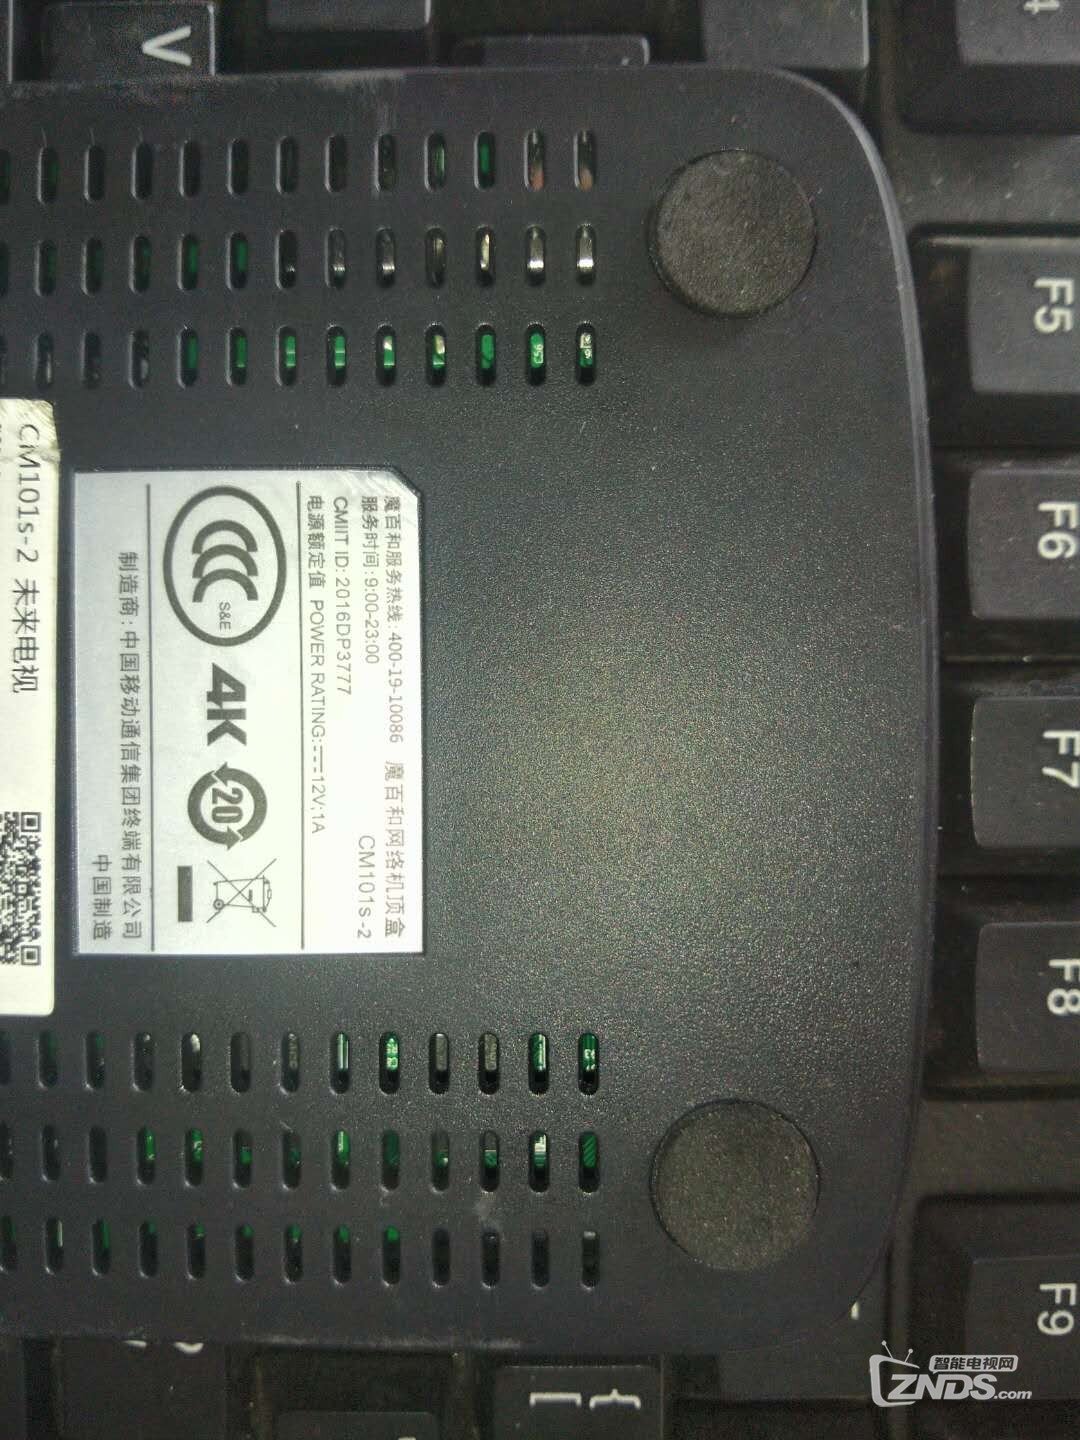 魔百和服务热线: 400-19-10086 魔百和网络机顶盒
服务时间: 9:00-23:00 CM101s-2
CMIIT ID: 2016DP3777
电源额定值 POWER RATING: 12V;1A
S&E
4K
20
制造商: 中国移动通信集团终端有限公司
中国制造
CM101s-2 未来电视
V
F5
F6
F7
F8
F9
4
{
[
智能电视网
ZNDS.com